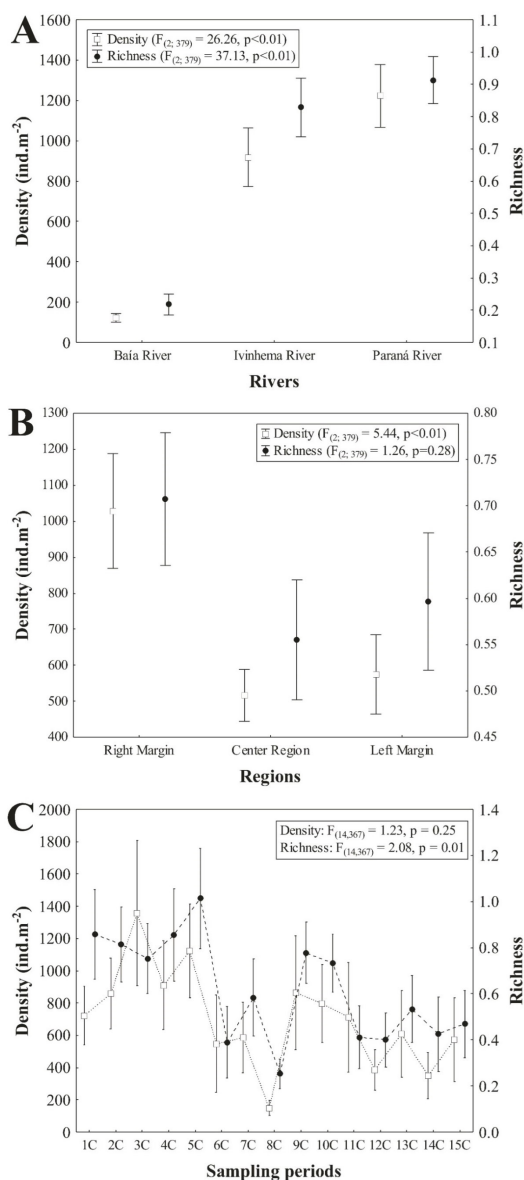 A
Density (F(2; 379) = 26.26, p<0.01)
Richness (F(2; 379) = 37.13, p<0.01)
1600
1400
1200
1000
800
600
400
200
0
Density (ind.m-2)
1.1
1.0
0.9
0.8
0.7
0.6
0.5
0.4
0.3
0.2
0.1
Richness
Baía River Ivinhema River Paraná River
Rivers
B
Density (F(2; 379) = 5.44, p<0.01)
Richness (F(2; 379) = 1.26, p=0.28)
1300
1200
1100
1000
900
800
700
600
500
400
Density (ind.m-2)
0.80
0.75
0.70
0.65
0.60
0.55
0.50
0.45
Richness
Right Margin Center Region Left Margin
Regions
C
Density: F(14,367) = 1.23, p = 0.25
Richness: F(14,367) = 2.08, p = 0.01
2000
1800
1600
1400
1200
1000
800
600
400
200
0
Density (ind.m-2)
1.4
1.2
1.0
0.8
0.6
0.4
0.2
0.0
Richness
1C 2C 3C 4C 5C 6C 7C 8C 9C 10C 11C 12C 13C 14C 15C
Sampling periods